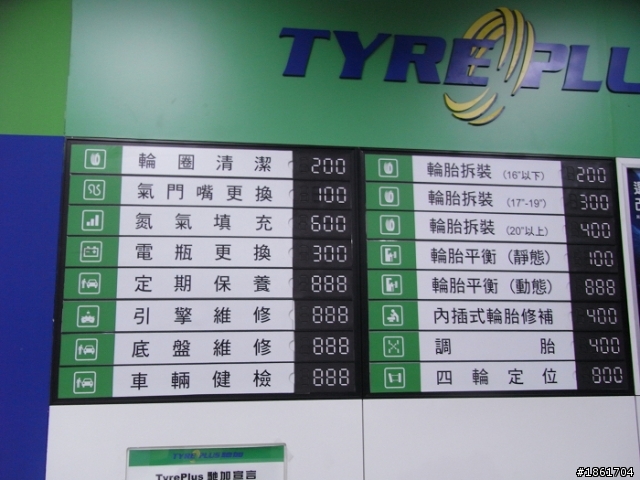 TYREPLUS
輪圈清潔 200
氣門嘴更換 100
氮氣填充 600
電瓶更換 300
定期保養 888
引擎維修 888
底盤維修 888
車輛健檢 888
輪胎拆裝 (16"以下) 200
輪胎拆裝 (17"-19") 300
輪胎拆裝 (20"以上) 400
輪胎平衡 (靜態) 100
輪胎平衡 (動態) 888
內插式輪胎修補 400
調胎 400
四輪定位 800
TYREPLUS
TyrePlus 馳加宣言
#1861704